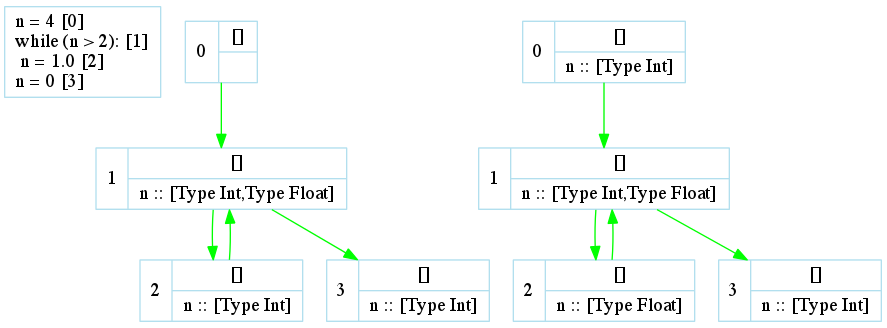 n = 4 [0]
while (n > 2): [1]
n = 1.0 [2]
n = 0 [3]
0
[]
0
[]
n :: [Type Int]
1
[]
n :: [Type Int,Type Float]
1
[]
n :: [Type Int,Type Float]
2
[]
n :: [Type Int]
3
[]
n :: [Type Int]
2
[]
n :: [Type Float]
3
[]
n :: [Type Int]